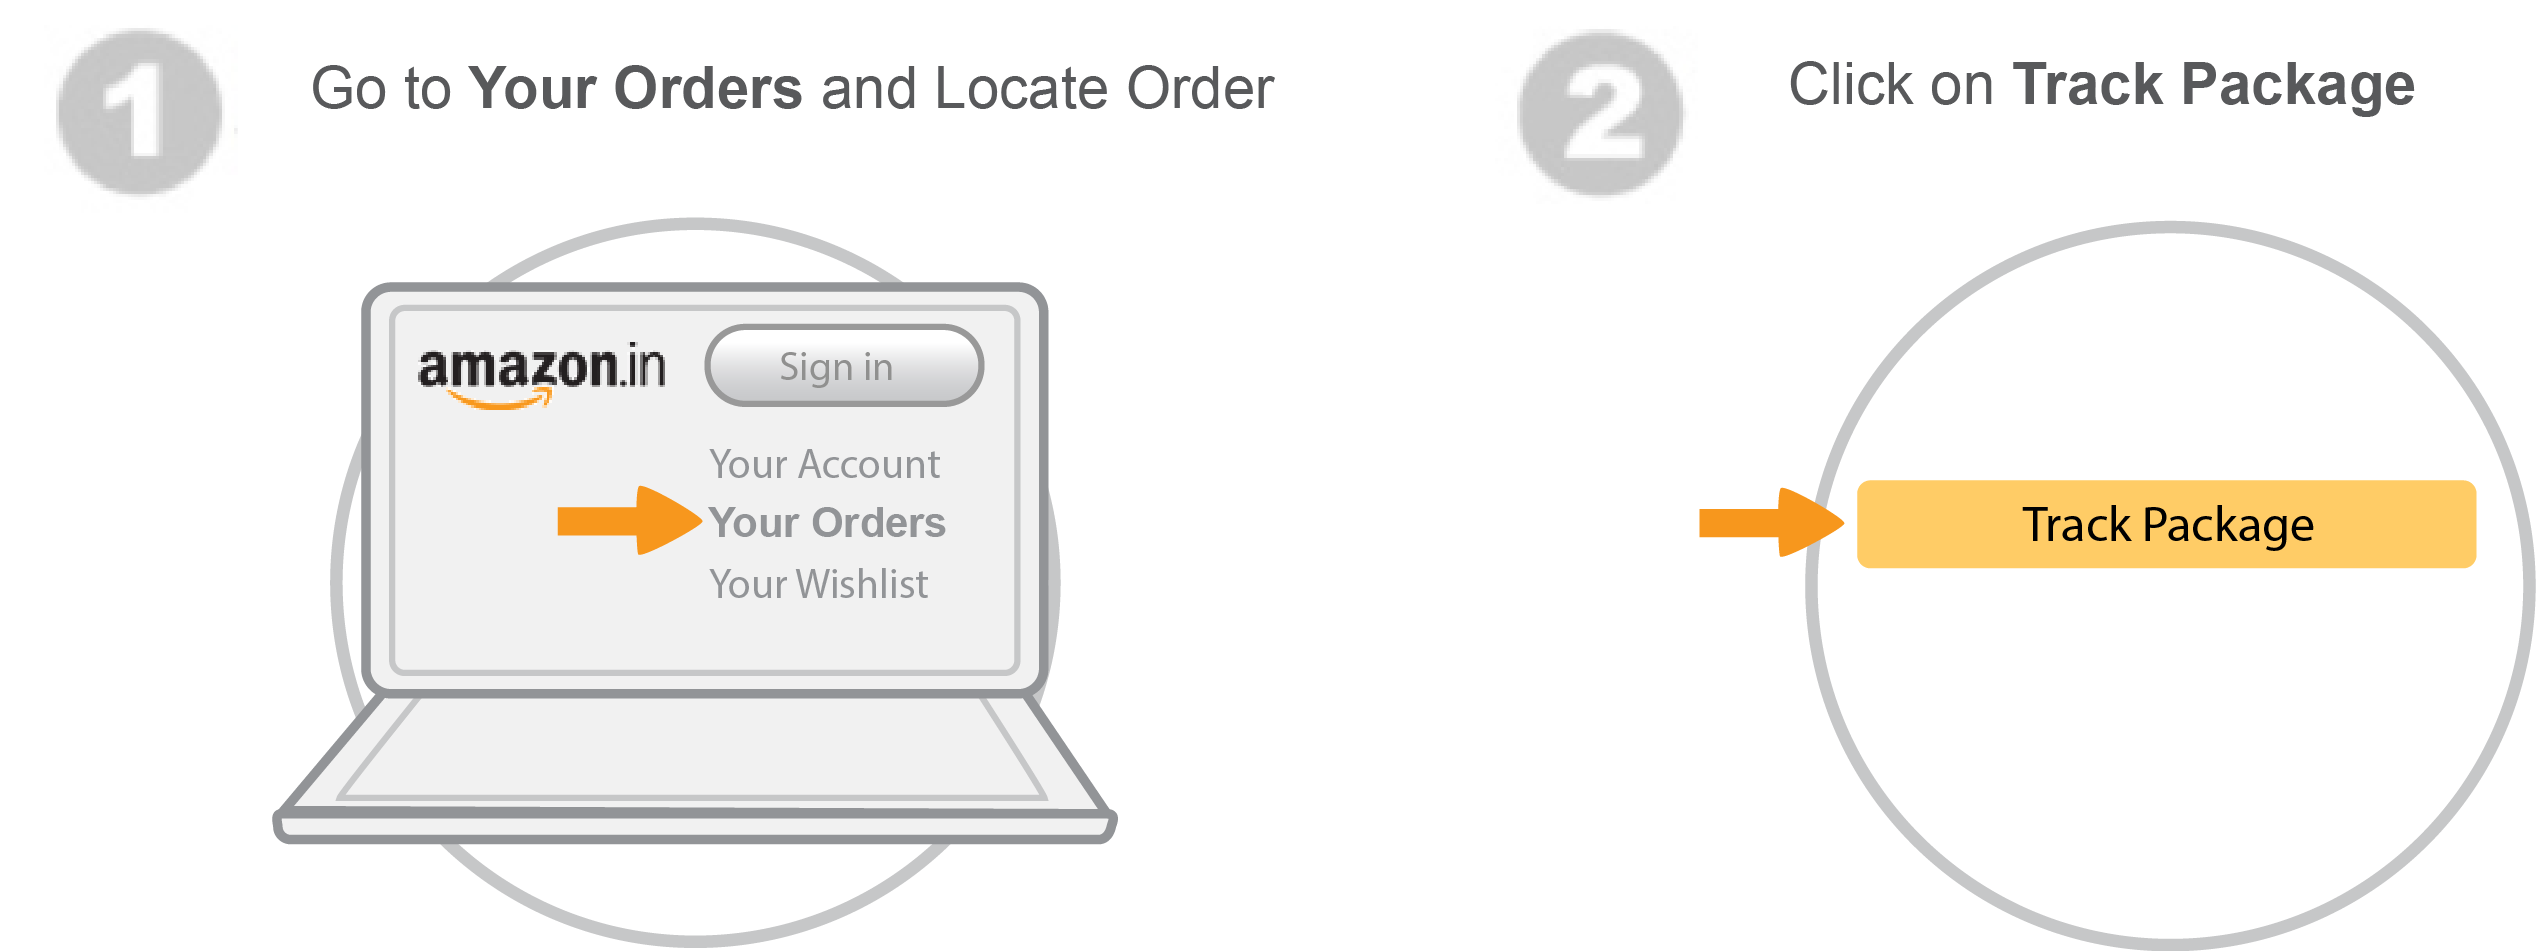 1
Go to Your Orders and Locate Order
amazon.in
Sign in
Your Account
Your Orders
Your Wishlist
2
Click on Track Package
Track Package